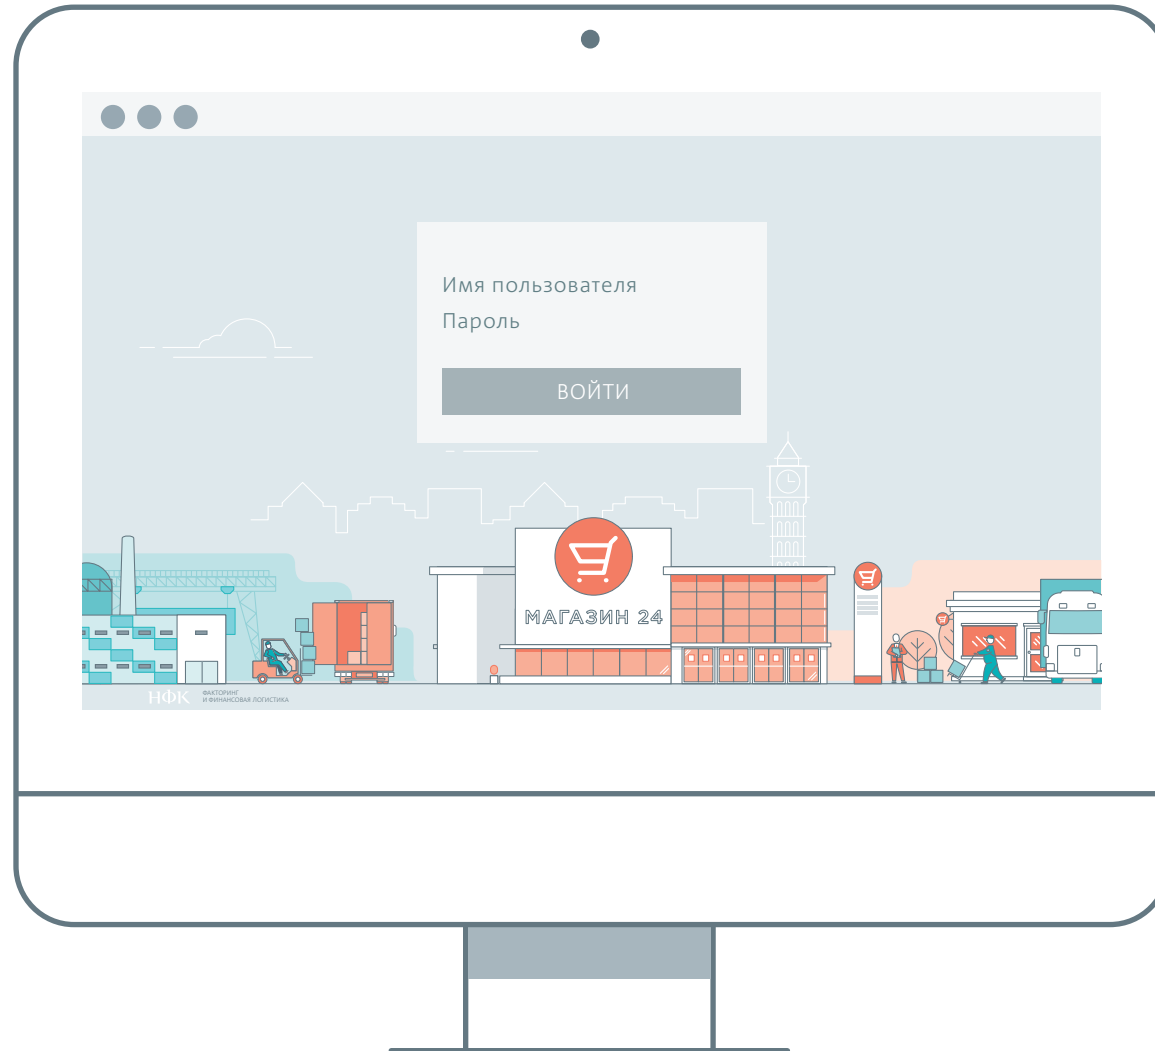 Имя пользователя
Пароль
ВОЙТИ
МАГАЗИН 24
НФК
ФАКТОРИНГ
И ФИНАНСОВАЯ ЛОГИСТИКА